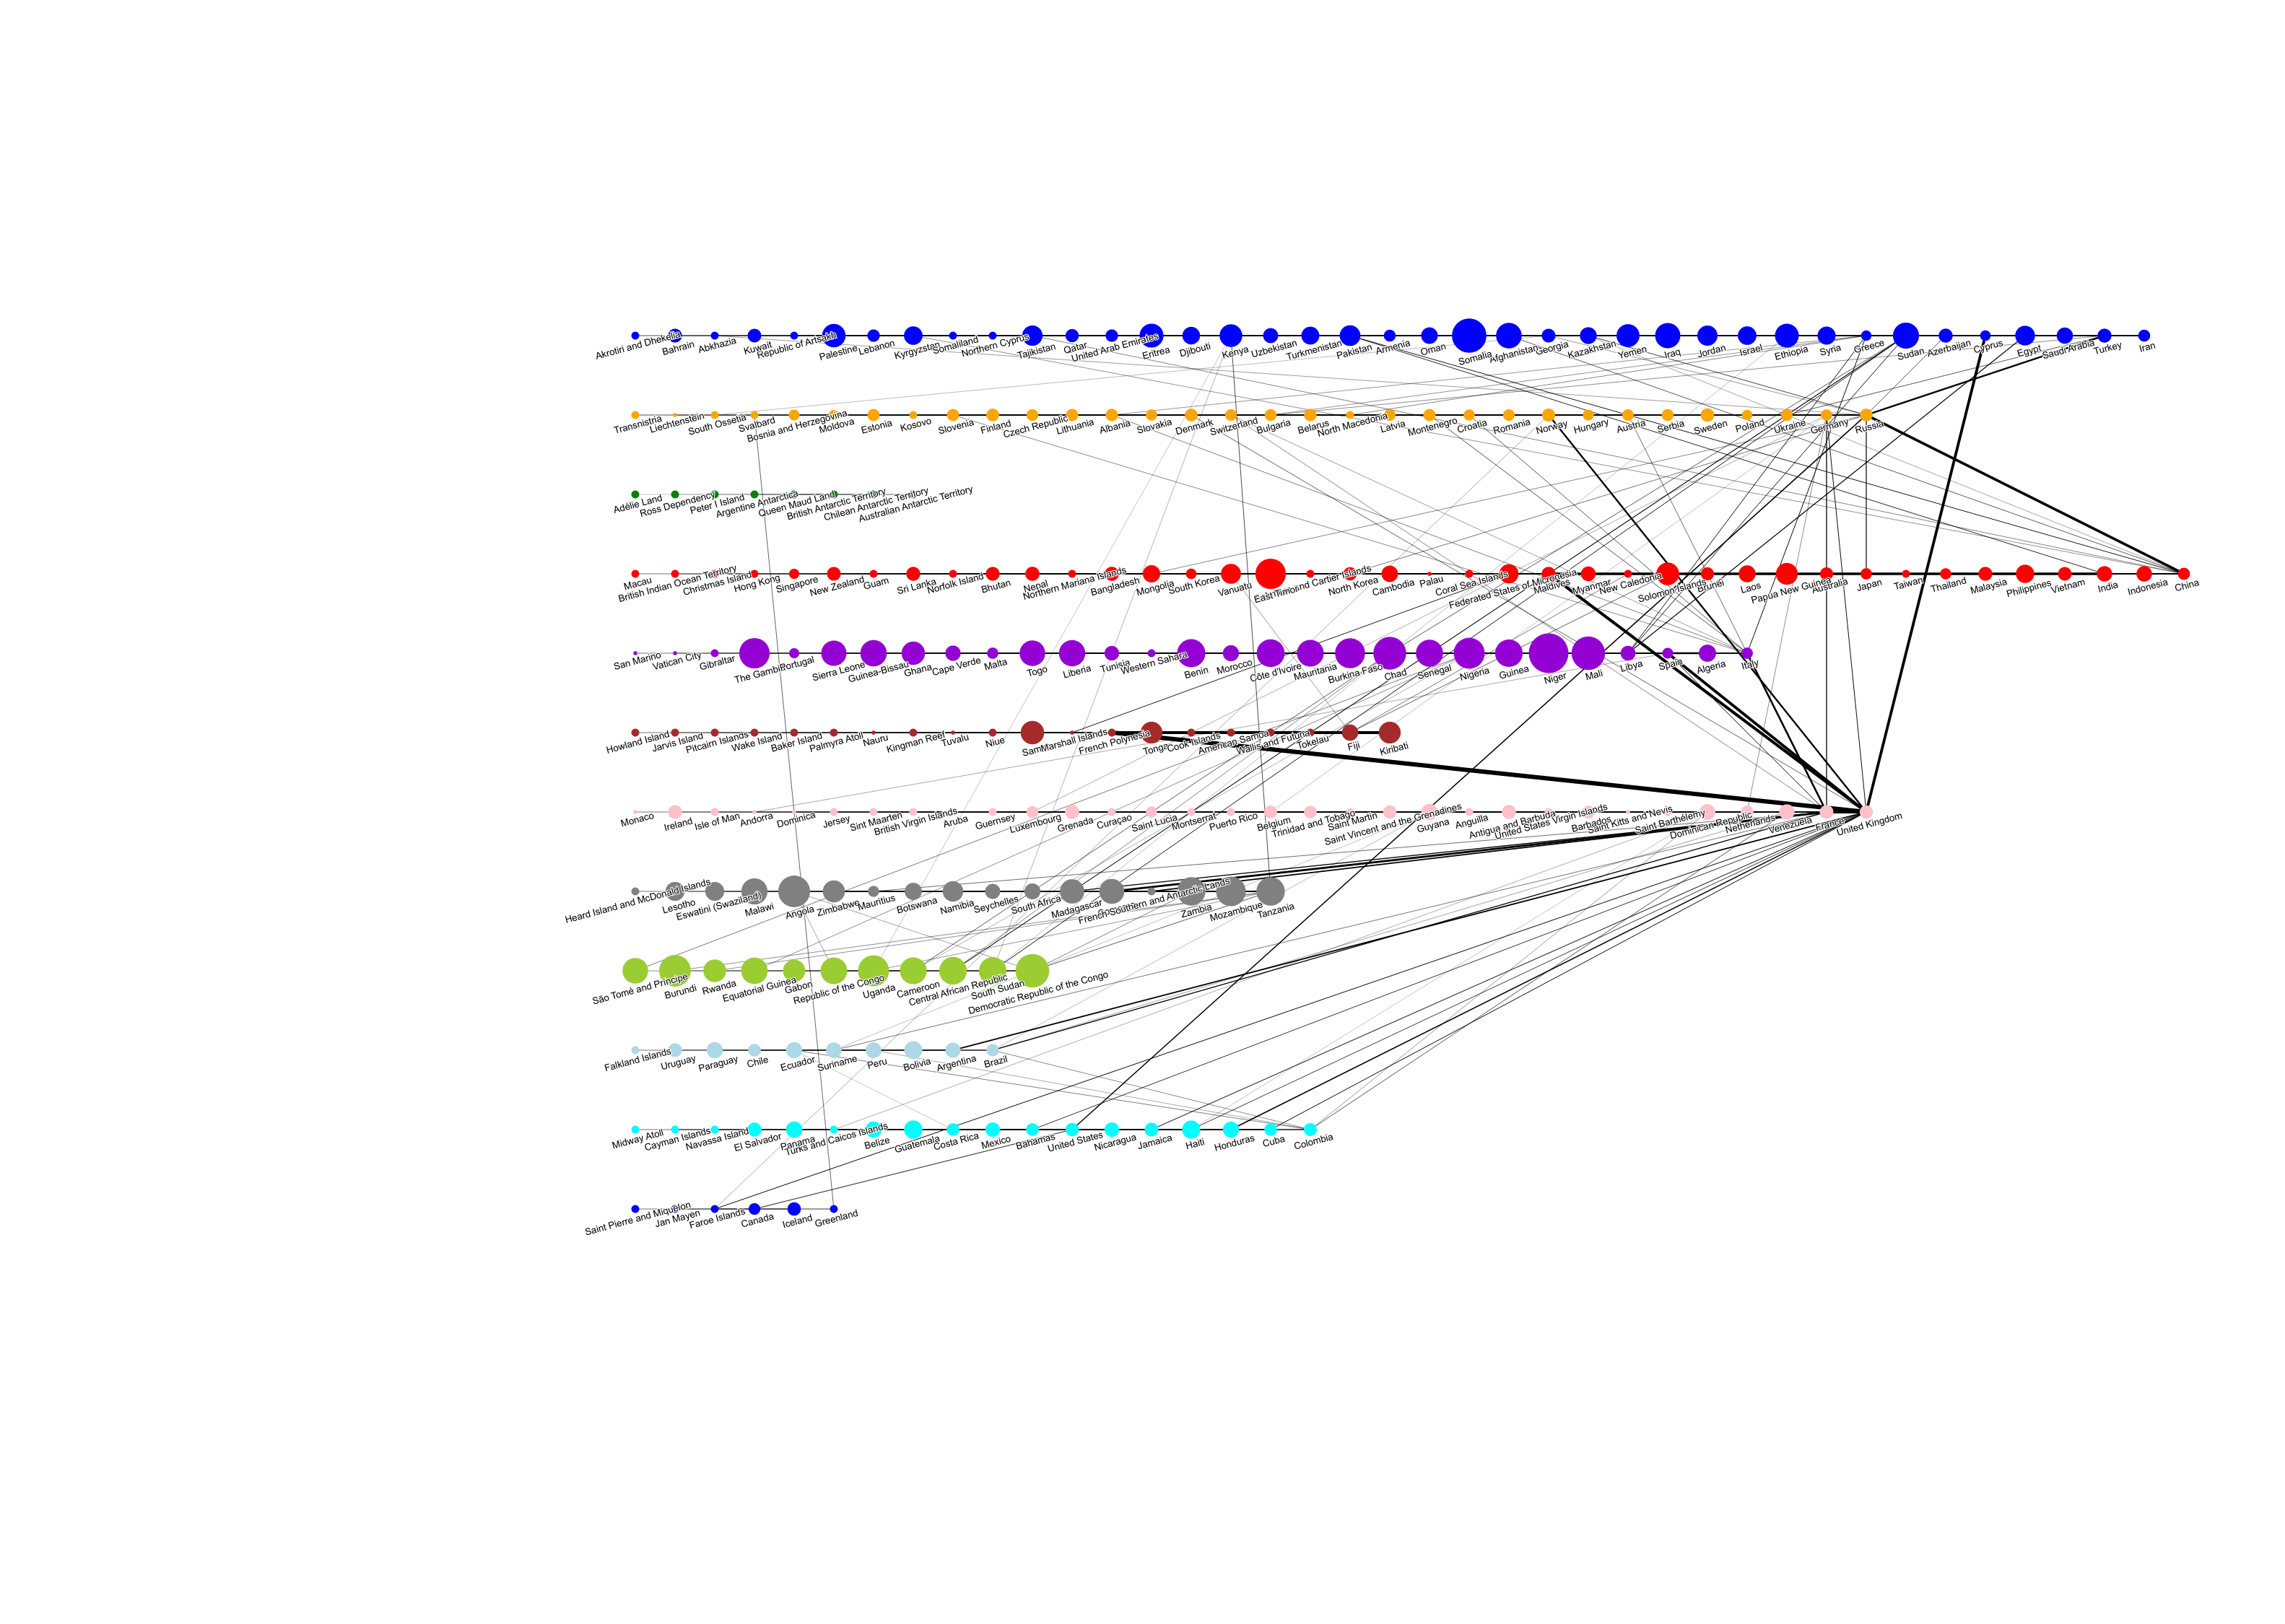 Akrotiri and Dhekelia
Bahrain
Abkhazia
Kuwait
Republic of Artsakh
Palestine
Lebanon
Kyrgyzstan
Somaliland
Northern Cyprus
Tajikistan
Qatar
United Arab Emirates
Eritrea
Djibouti
Kenya
Uzbekistan
Turkmenistan
Pakistan
Armenia
Oman
Somalia
Afghanistan
Georgia
Kazakhstan
Yemen
Iraq
Jordan
Israel
Ethiopia
Syria
Greece
Sudan
Azerbaijan
Cyprus
Egypt
Saudi Arabia
Turkey
Iran
Transnistria
Liechtenstein
South Ossetia
Svalbard
Bosnia and Herzegovina
Moldova
Estonia
Kosovo
Slovenia
Finland
Czech Republic
Lithuania
Albania
Slovakia
Denmark
Switzerland
Bulgaria
Belarus
North Macedonia
Latvia
Montenegro
Croatia
Romania
Norway
Hungary
Austria
Serbia
Sweden
Poland
Ukraine
Germany
Russia
Adélie Land
Ross Dependency
Peter I Island
Argentine Antarctica
Queen Maud Land
British Antarctic Territory
Chilean Antarctic Territory
Australian Antarctic Territory
Macau
British Indian Ocean Territory
Christmas Island
Hong Kong
Singapore
New Zealand
Guam
Sri Lanka
Norfolk Island
Bhutan
Nepal
Northern Mariana Islands
Bangladesh
Mongolia
South Korea
Vanuatu
East Timor
and Cartier Islands
North Korea
Cambodia
Palau
Coral Sea Islands
Federated States of Micronesia
Maldives
Myanmar
New Caledonia
Solomon Islands
Brunei
Laos
Papua New Guinea
Australia
Japan
Taiwan
Thailand
Malaysia
Philippines
Vietnam
India
Indonesia
China
San Marino
Vatican City
Gibraltar
The Gambia
Portugal
Sierra Leone
Guinea-Bissau
Ghana
Cape Verde
Malta
Togo
Liberia
Tunisia
Western Sahara
Benin
Morocco
Côte d'Ivoire
Mauritania
Burkina Faso
Chad
Senegal
Nigeria
Guinea
Niger
Mali
Libya
Spain
Algeria
Italy
Howland Island
Jarvis Island
Pitcairn Islands
Wake Island
Baker Island
Palmyra Atoll
Nauru
Kingman Reef
Tuvalu
Niue
Sam
Marshall Islands
French Polynesia
Tonga
Cook Islands
American Samoa
Wallis and Futuna
Tokelau
Fiji
Kiribati
Monaco
Ireland
Isle of Man
Andorra
Dominica
Jersey
Sint Maarten
British Virgin Islands
Aruba
Guernsey
Luxembourg
Grenada
Curaçao
Saint Lucia
Montserrat
Puerto Rico
Belgium
Trinidad and Tobago
Saint Martin
Saint Vincent and the Grenadines
Guyana
Anguilla
Antigua and Barbuda
United States Virgin Islands
Barbados
Saint Kitts and Nevis
Saint Barthélemy
Dominican Republic
Netherlands
Venezuela
France
United Kingdom
Heard Island and McDonald Islands
Lesotho
Eswatini (Swaziland)
Malawi
Angola
Zimbabwe
Mauritius
Botswana
Namibia
Seychelles
South Africa
Madagascar
French Southern and Antarctic Lands
Zambia
Mozambique
Tanzania
São Tomé and Príncipe
Burundi
Rwanda
Equatorial Guinea
Gabon
Republic of the Congo
Uganda
Cameroon
Central African Republic
South Sudan
Democratic Republic of the Congo
Falkland Islands
Uruguay
Paraguay
Chile
Ecuador
Suriname
Peru
Bolivia
Argentina
Brazil
Midway Atoll
Cayman Islands
Navassa Island
El Salvador
Panama
Turks and Caicos Islands
Belize
Guatemala
Costa Rica
Mexico
Bahamas
United States
Nicaragua
Jamaica
Haiti
Honduras
Cuba
Colombia
Saint Pierre and Miquelon
Jan Mayen
Faroe Islands
Canada
Iceland
Greenland